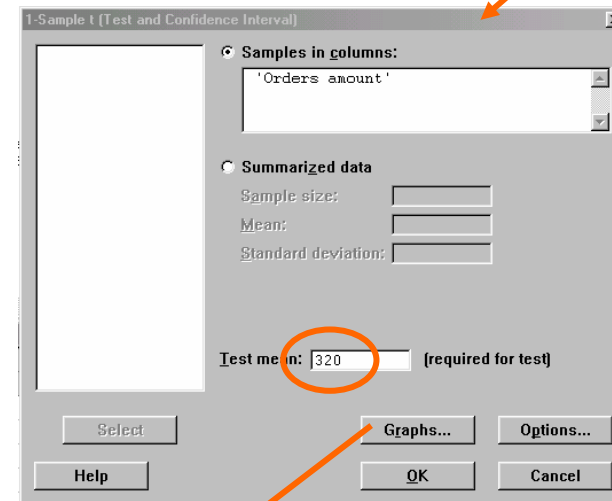 1-Sample t (Test and Confidence Interval)
Samples in columns:
'Orders amount'
Summarized data
Sample size:
Mean:
Standard deviation:
Test mean: 320 (required for test)
Select Graphs... Options...
Help OK Cancel